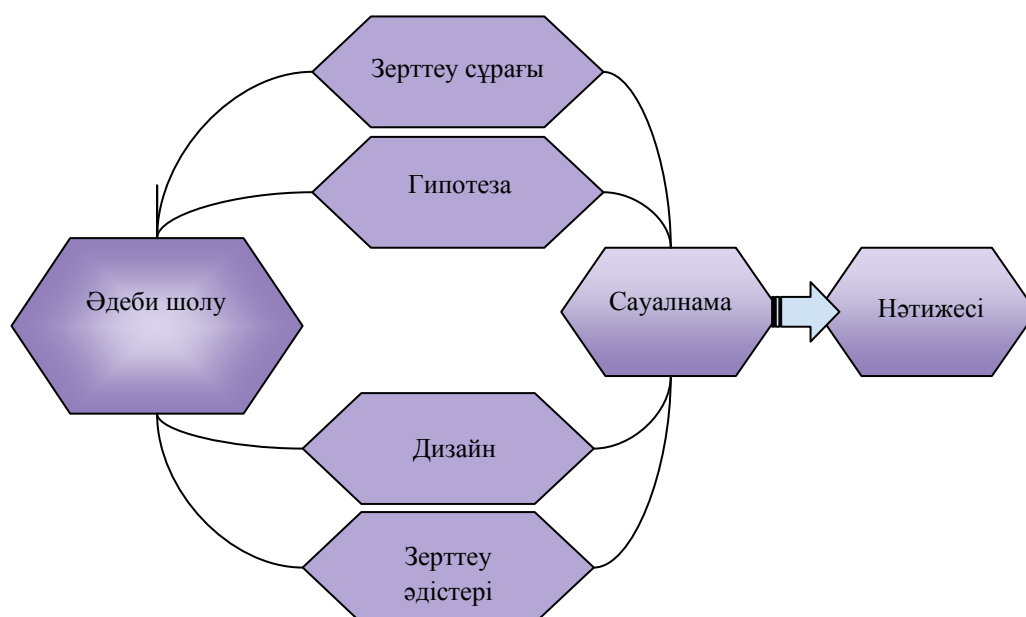 Зерттеу сұрағы
Гипотеза
Әдеби шолу
Сауалнама
Нәтижесі
Дизайн
Зерттеу
әдістері